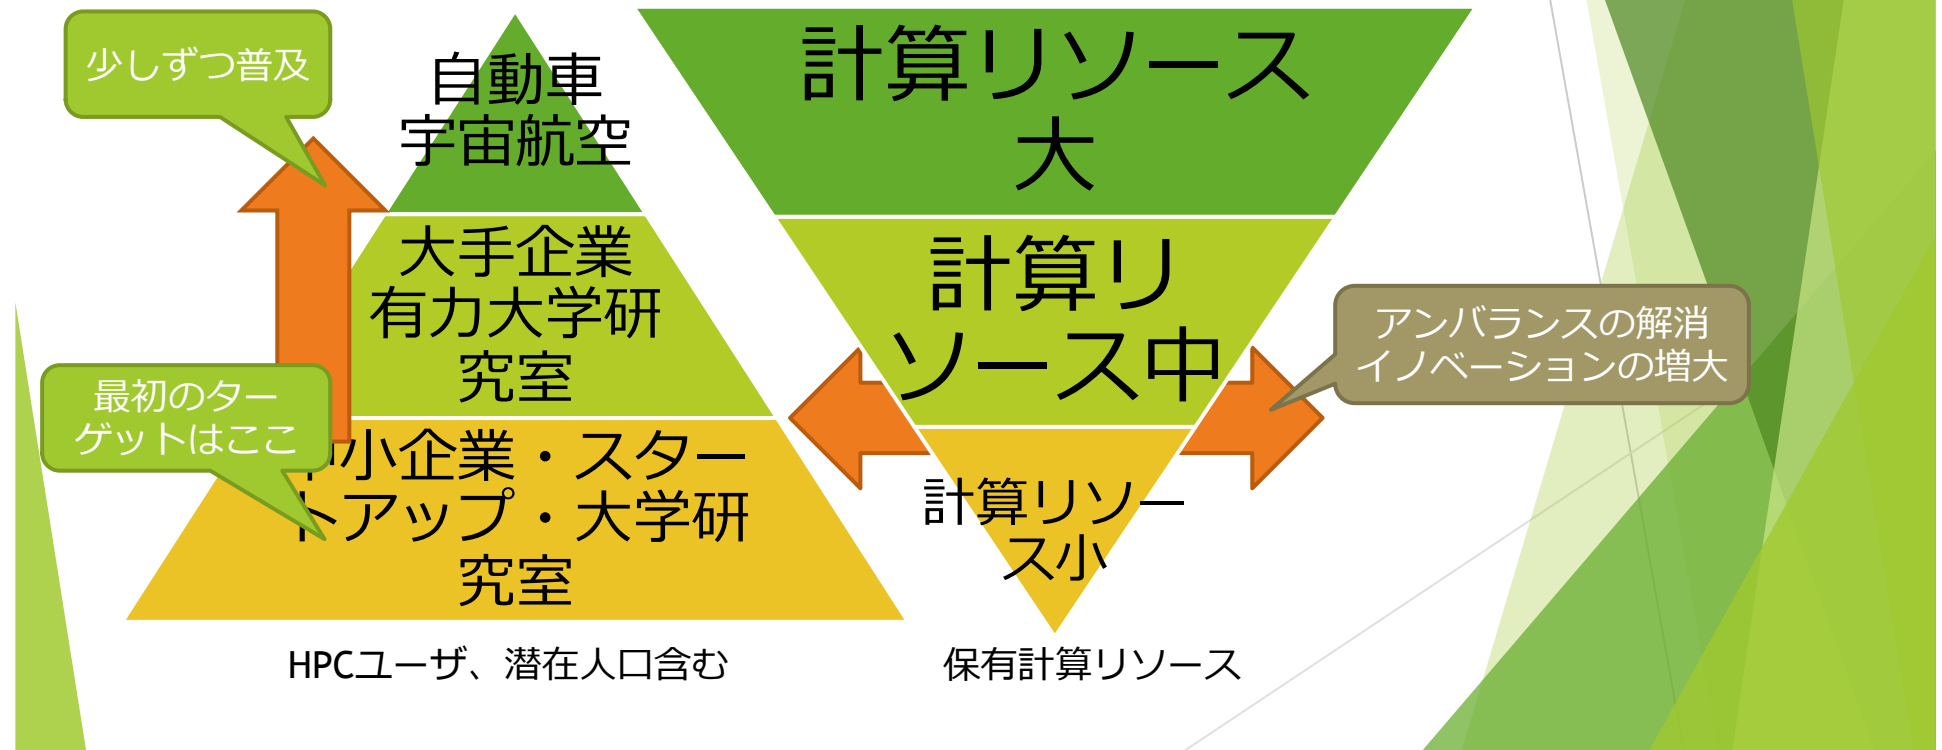 少しずつ普及
自動車
宇宙航空
大手企業
有力大学研
究室
最初のター
ゲットはここ
小企業・スター
トアップ・大学研
究室
HPCユーザ、潜在人口含む
計算リソース
大
計算リ
ソース中
計算リソー
ス小
アンバランスの解消
イノベーションの増大
保有計算リソース